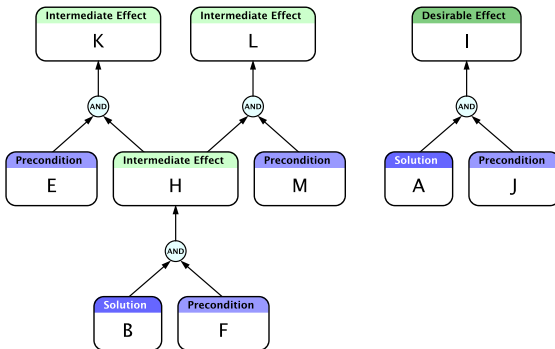 Intermediate Effect
K
Intermediate Effect
L
Desirable Effect
I
AND
AND
AND
Precondition
E
Intermediate Effect
H
Precondition
M
Solution
A
Precondition
J
AND
Solution
B
Precondition
F